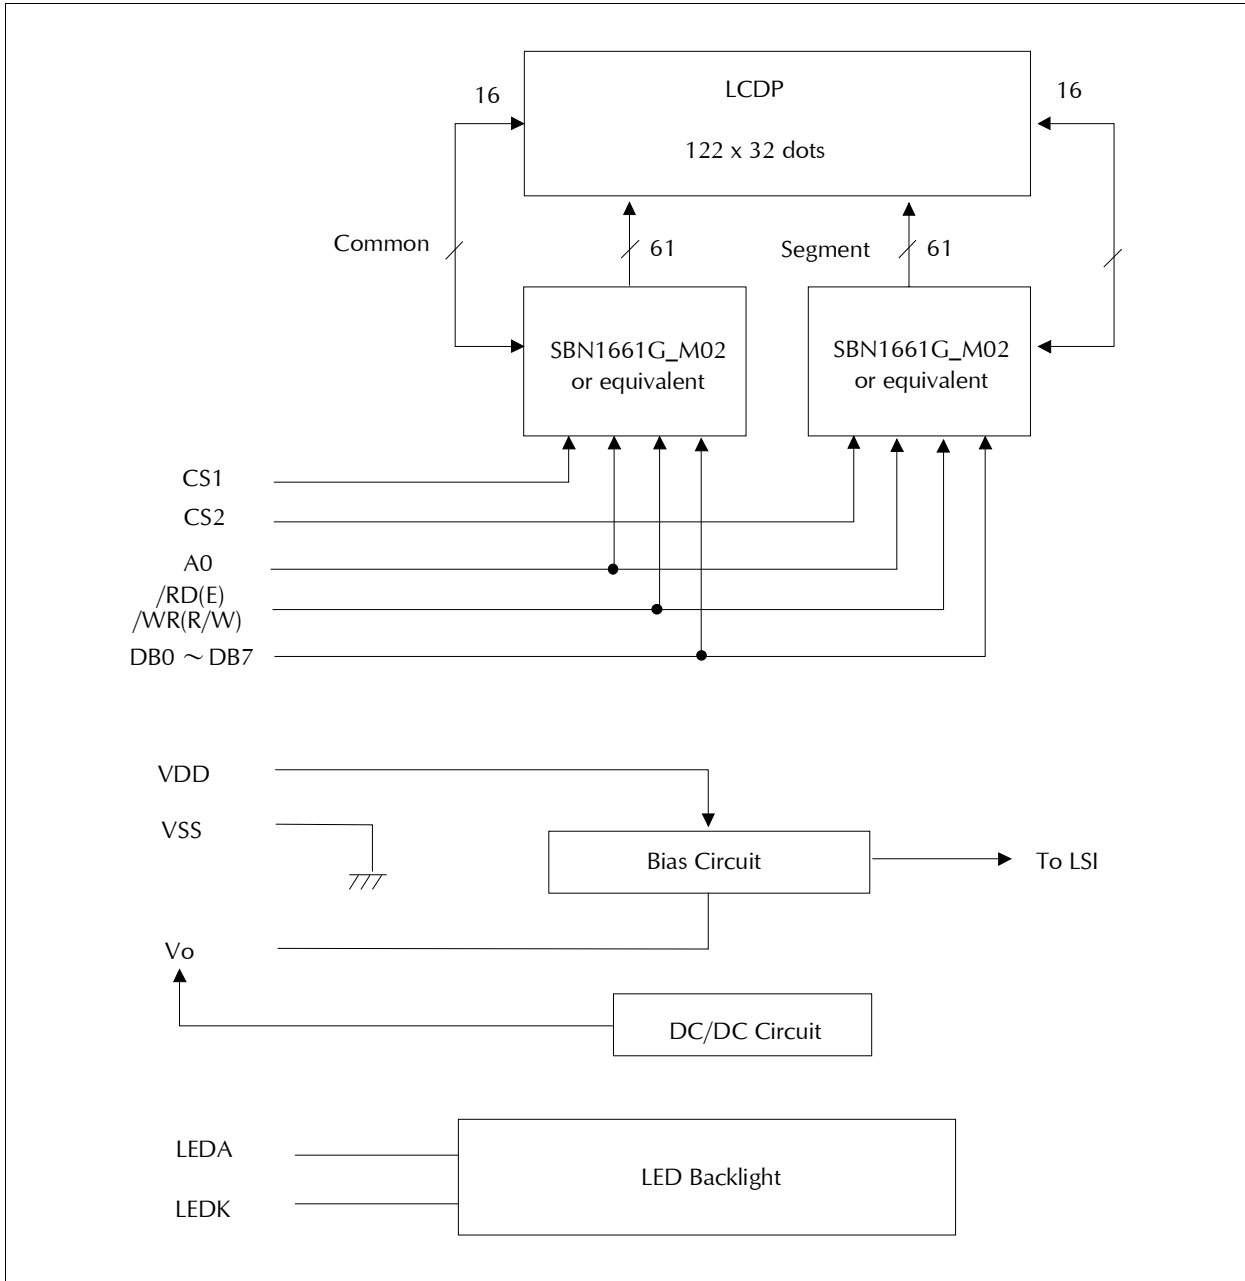 LCDP
16
16
122 x 32 dots
Common
61
Segment
61
SBN1661G_M02
or equivalent
SBN1661G_M02
or equivalent
CS1
CS2
A0
/RD(E)
/WR(R/W)
DB0 ~ DB7
VDD
VSS
Bias Circuit
To LSI
Vo
DC/DC Circuit
LEDA
LED Backlight
LEDK